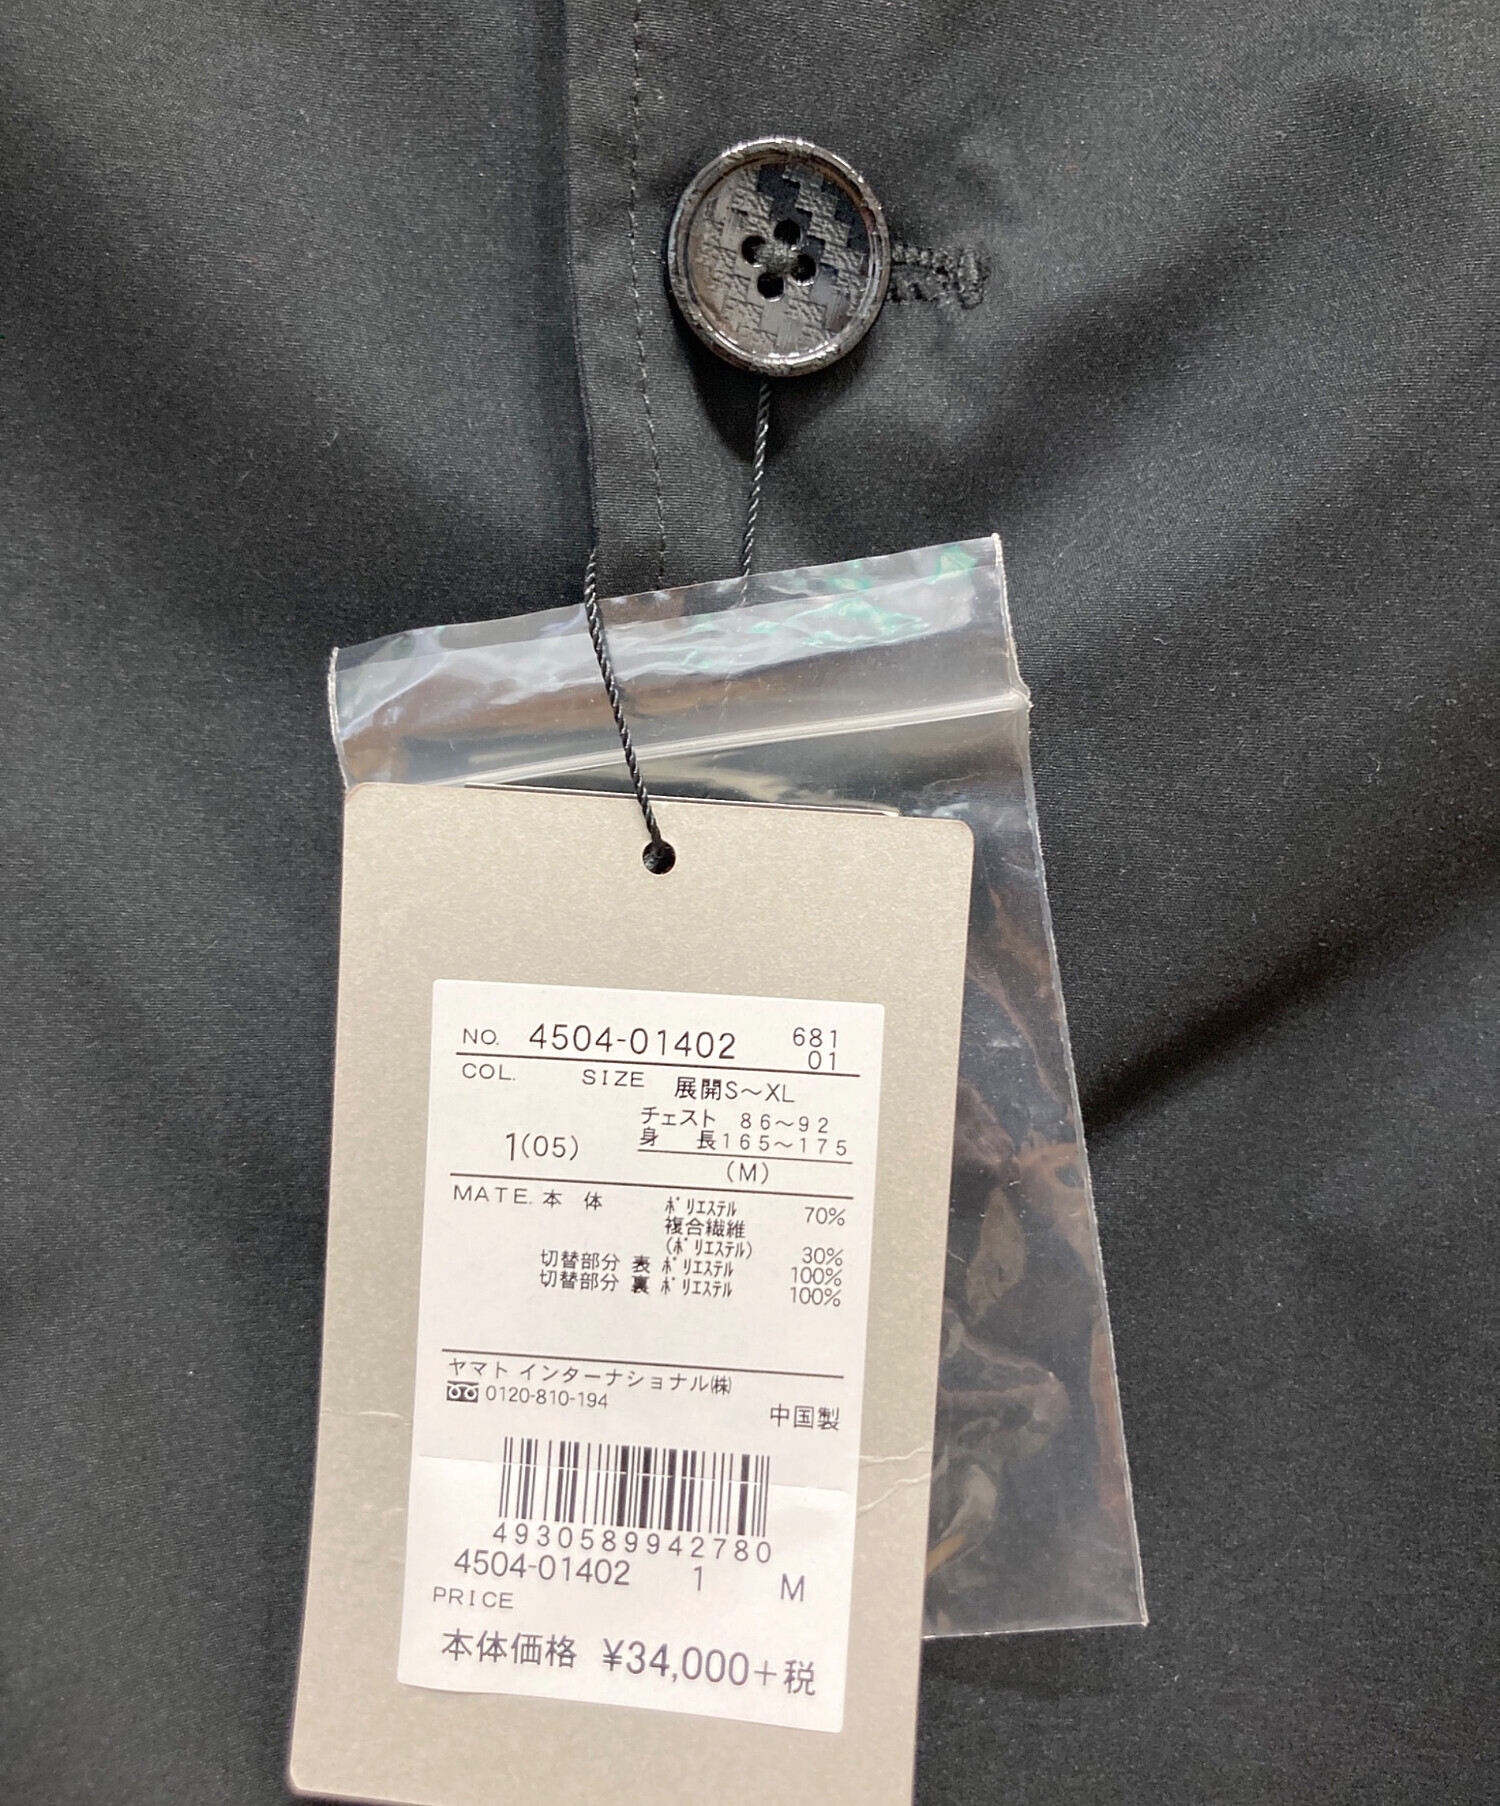 NO. 4504-01402 681
01
COL. SIZE 展開S～XL
チェスト 86～92
1(05) 身 長165～175
(M)
MATE. 本 体 ポリエステル 70%
複合繊維
(ポリエステル) 30%
切替部分 表 ポリエステル 100%
切替部分 裏 ポリエステル 100%
ヤマト インターナショナル㈱
0120-810-194
中国製
4930589942780
4504-01402 1 M
PRICE
本体価格 ¥34,000+税